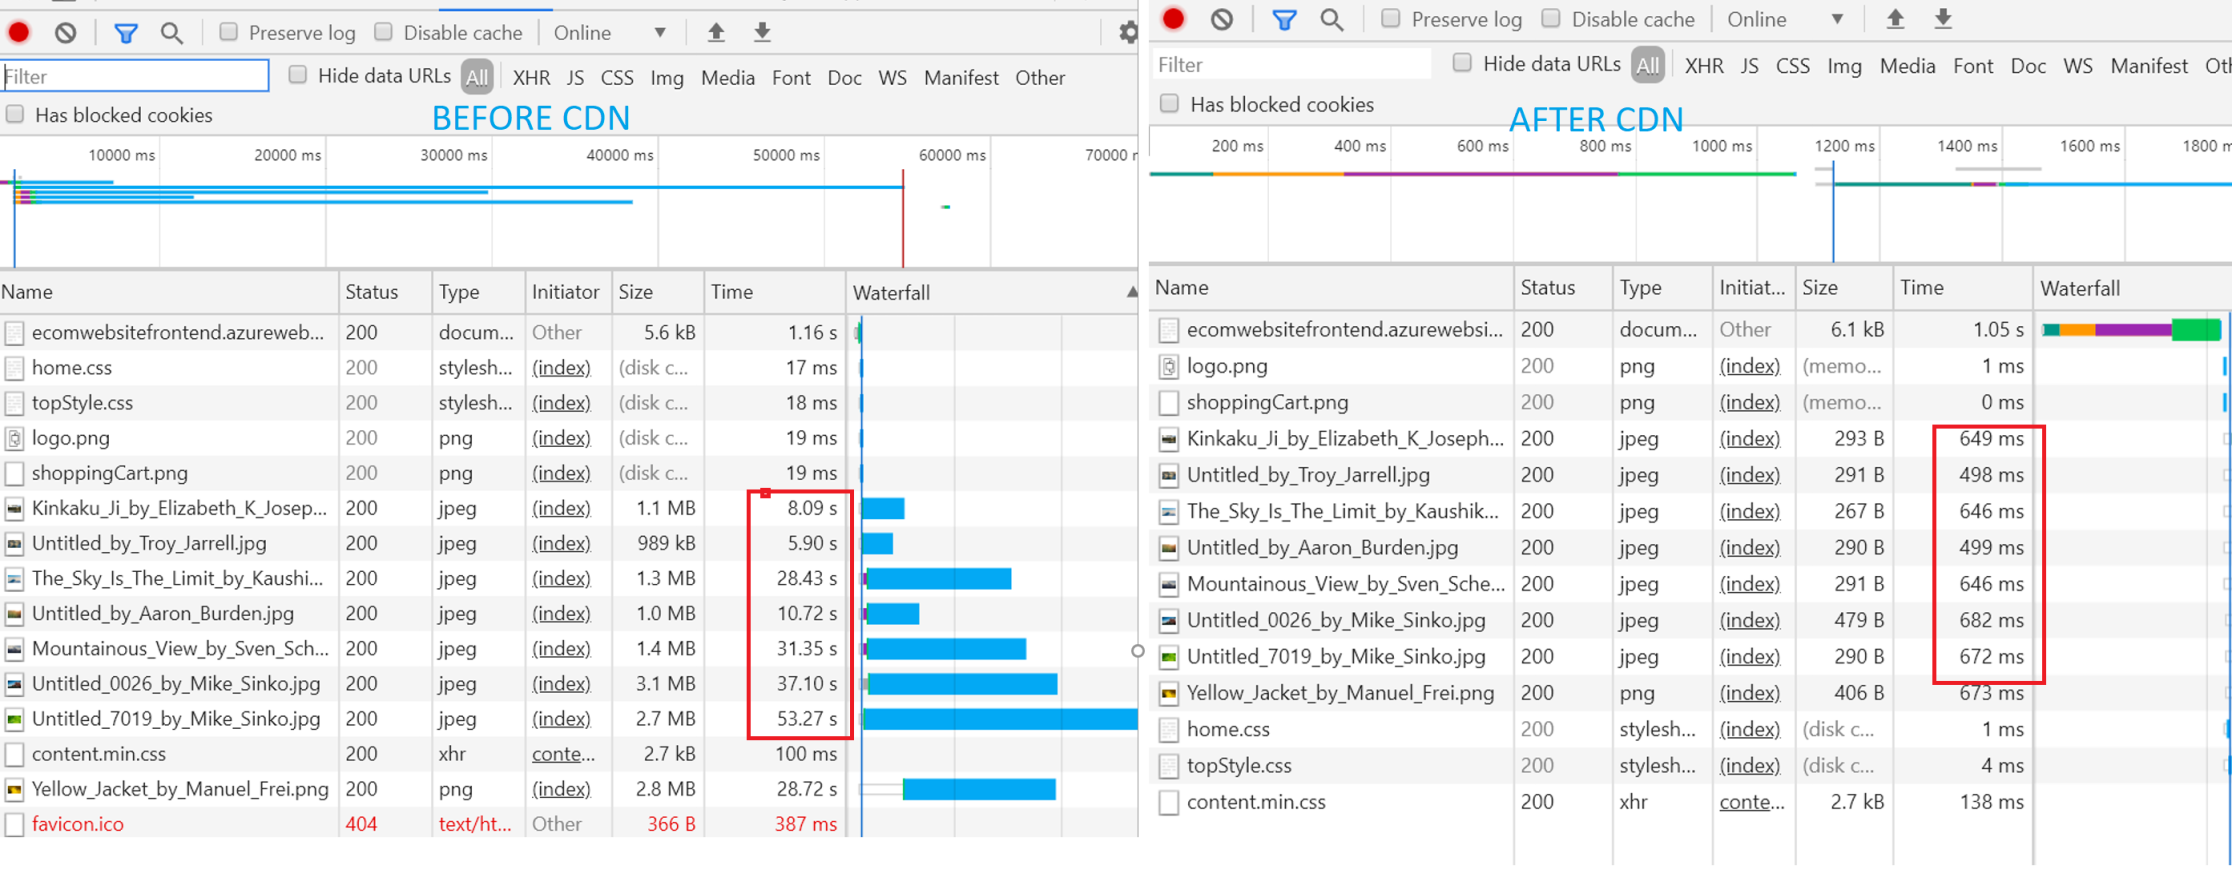 Preserve log Disable cache Online
Filter Hide data URLs All XHR JS CSS Img Media Font Doc WS Manifest Other
Has blocked cookies
BEFORE CDN
10000 ms 20000 ms 30000 ms 40000 ms 50000 ms 60000 ms 70000 m
Name Status Type Initiator Size Time Waterfall
ecomwebsitefrontend.azureweb... 200 docum... Other 5.6 kB 1.16 s
home.css 200 stylesh... (index) (disk c... 17 ms
topStyle.css 200 stylesh... (index) (disk c... 18 ms
logo.png 200 png (index) (disk c... 19 ms
shoppingCart.png 200 png (index) (disk c... 19 ms
Kinkaku_Ji_by_Elizabeth_K_Josep... 200 jpeg (index) 1.1 MB 8.09 s
Untitled_by_Troy_Jarrell.jpg 200 jpeg (index) 989 kB 5.90 s
The_Sky_Is_The_Limit_by_Kaushi... 200 jpeg (index) 1.3 MB 28.43 s
Untitled_by_Aaron_Burden.jpg 200 jpeg (index) 1.0 MB 10.72 s
Mountainous_View_by_Sven_Sch... 200 jpeg (index) 1.4 MB 31.35 s
Untitled_0026_by_Mike_Sinko.jpg 200 jpeg (index) 3.1 MB 37.10 s
Untitled_7019_by_Mike_Sinko.jpg 200 jpeg (index) 2.7 MB 53.27 s
content.min.css 200 xhr conte... 2.7 kB 100 ms
Yellow_Jacket_by_Manuel_Frei.png 200 png (index) 2.8 MB 28.72 s
favicon.ico 404 text/ht... Other 366 B 387 ms
Preserve log Disable cache Online
Filter Hide data URLs All XHR JS CSS Img Media Font Doc WS Manifest Oth
Has blocked cookies
AFTER CDN
200 ms 400 ms 600 ms 800 ms 1000 ms 1200 ms 1400 ms 1600 ms 1800 m
Name Status Type Initiat... Size Time Waterfall
ecomwebsitefrontend.azurewebsi... 200 docum... Other 6.1 kB 1.05 s
logo.png 200 png (index) (memo... 1 ms
shoppingCart.png 200 png (index) (memo... 0 ms
Kinkaku_Ji_by_Elizabeth_K_Joseph... 200 jpeg (index) 293 B 649 ms
Untitled_by_Troy_Jarrell.jpg 200 jpeg (index) 291 B 498 ms
The_Sky_Is_The_Limit_by_Kaushik... 200 jpeg (index) 267 B 646 ms
Untitled_by_Aaron_Burden.jpg 200 jpeg (index) 290 B 499 ms
Mountainous_View_by_Sven_Sche... 200 jpeg (index) 291 B 646 ms
Untitled_0026_by_Mike_Sinko.jpg 200 jpeg (index) 479 B 682 ms
Untitled_7019_by_Mike_Sinko.jpg 200 jpeg (index) 290 B 672 ms
Yellow_Jacket_by_Manuel_Frei.png 200 png (index) 406 B 673 ms
home.css 200 stylesh... (index) (disk c... 1 ms
topStyle.css 200 stylesh... (index) (disk c... 4 ms
content.min.css 200 xhr conte... 2.7 kB 138 ms